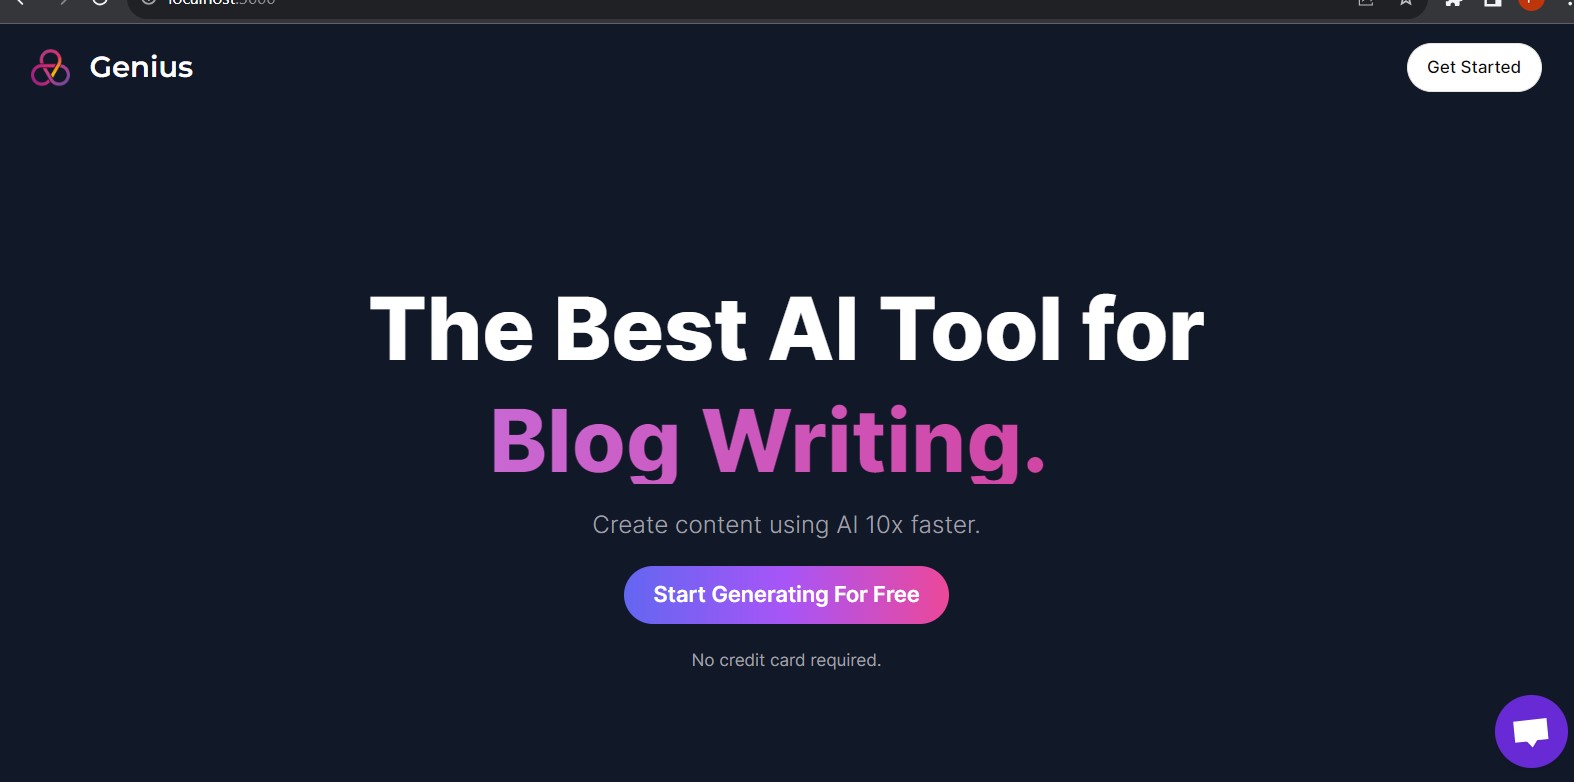 localhost:3000
Genius
Get Started
The Best AI Tool for
Blog Writing.
Create content using AI 10x faster.
Start Generating For Free
No credit card required.